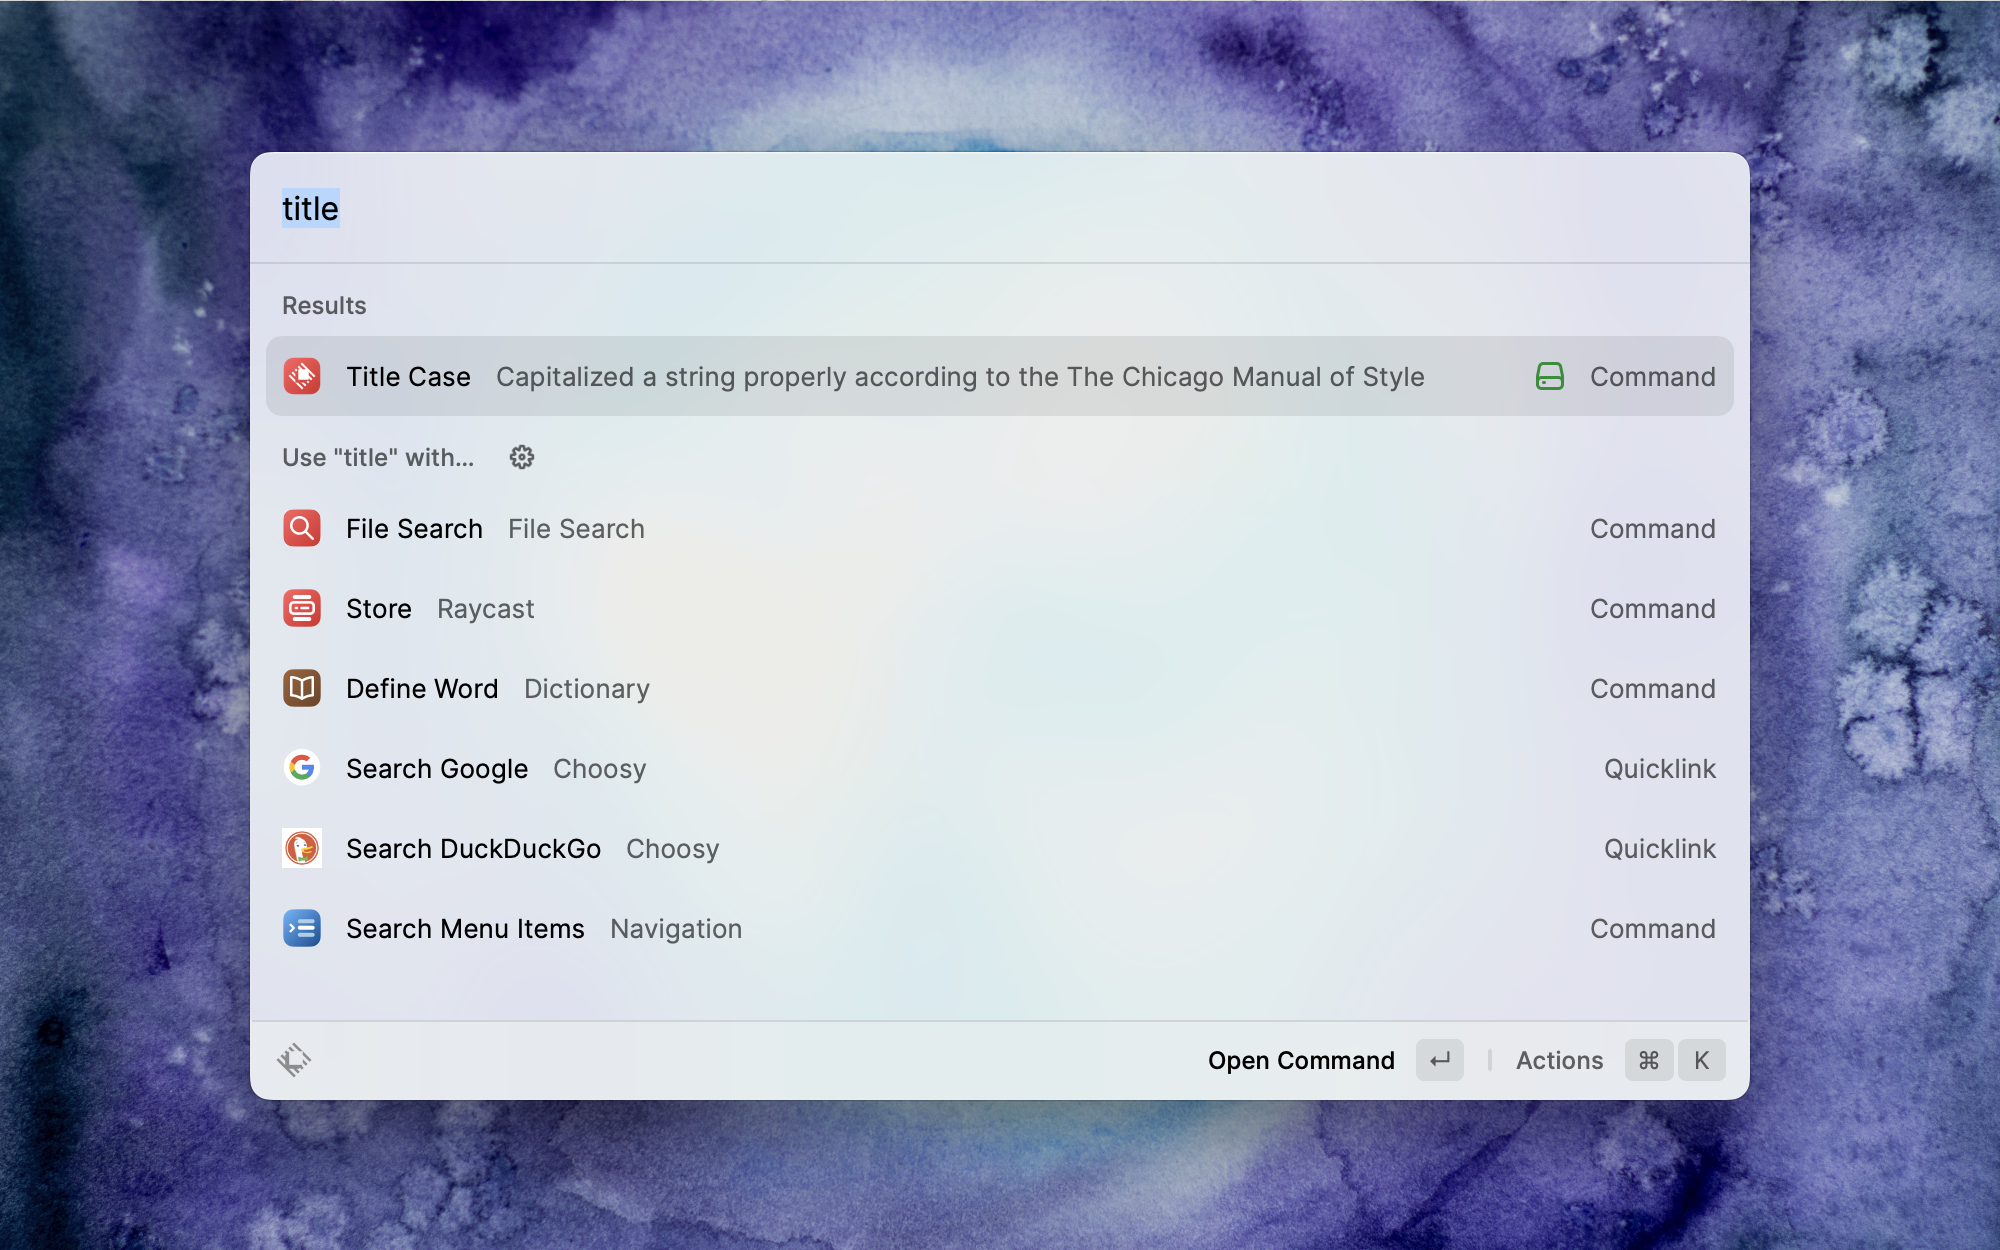 title
Results
Title Case Capitalized a string properly according to the The Chicago Manual of Style Command
Use "title" with...
File Search File Search Command
Store Raycast Command
Define Word Dictionary Command
Search Google Choosy Quicklink
Search DuckDuckGo Choosy Quicklink
Search Menu Items Navigation Command
Open Command ↵ Actions ⌘ K